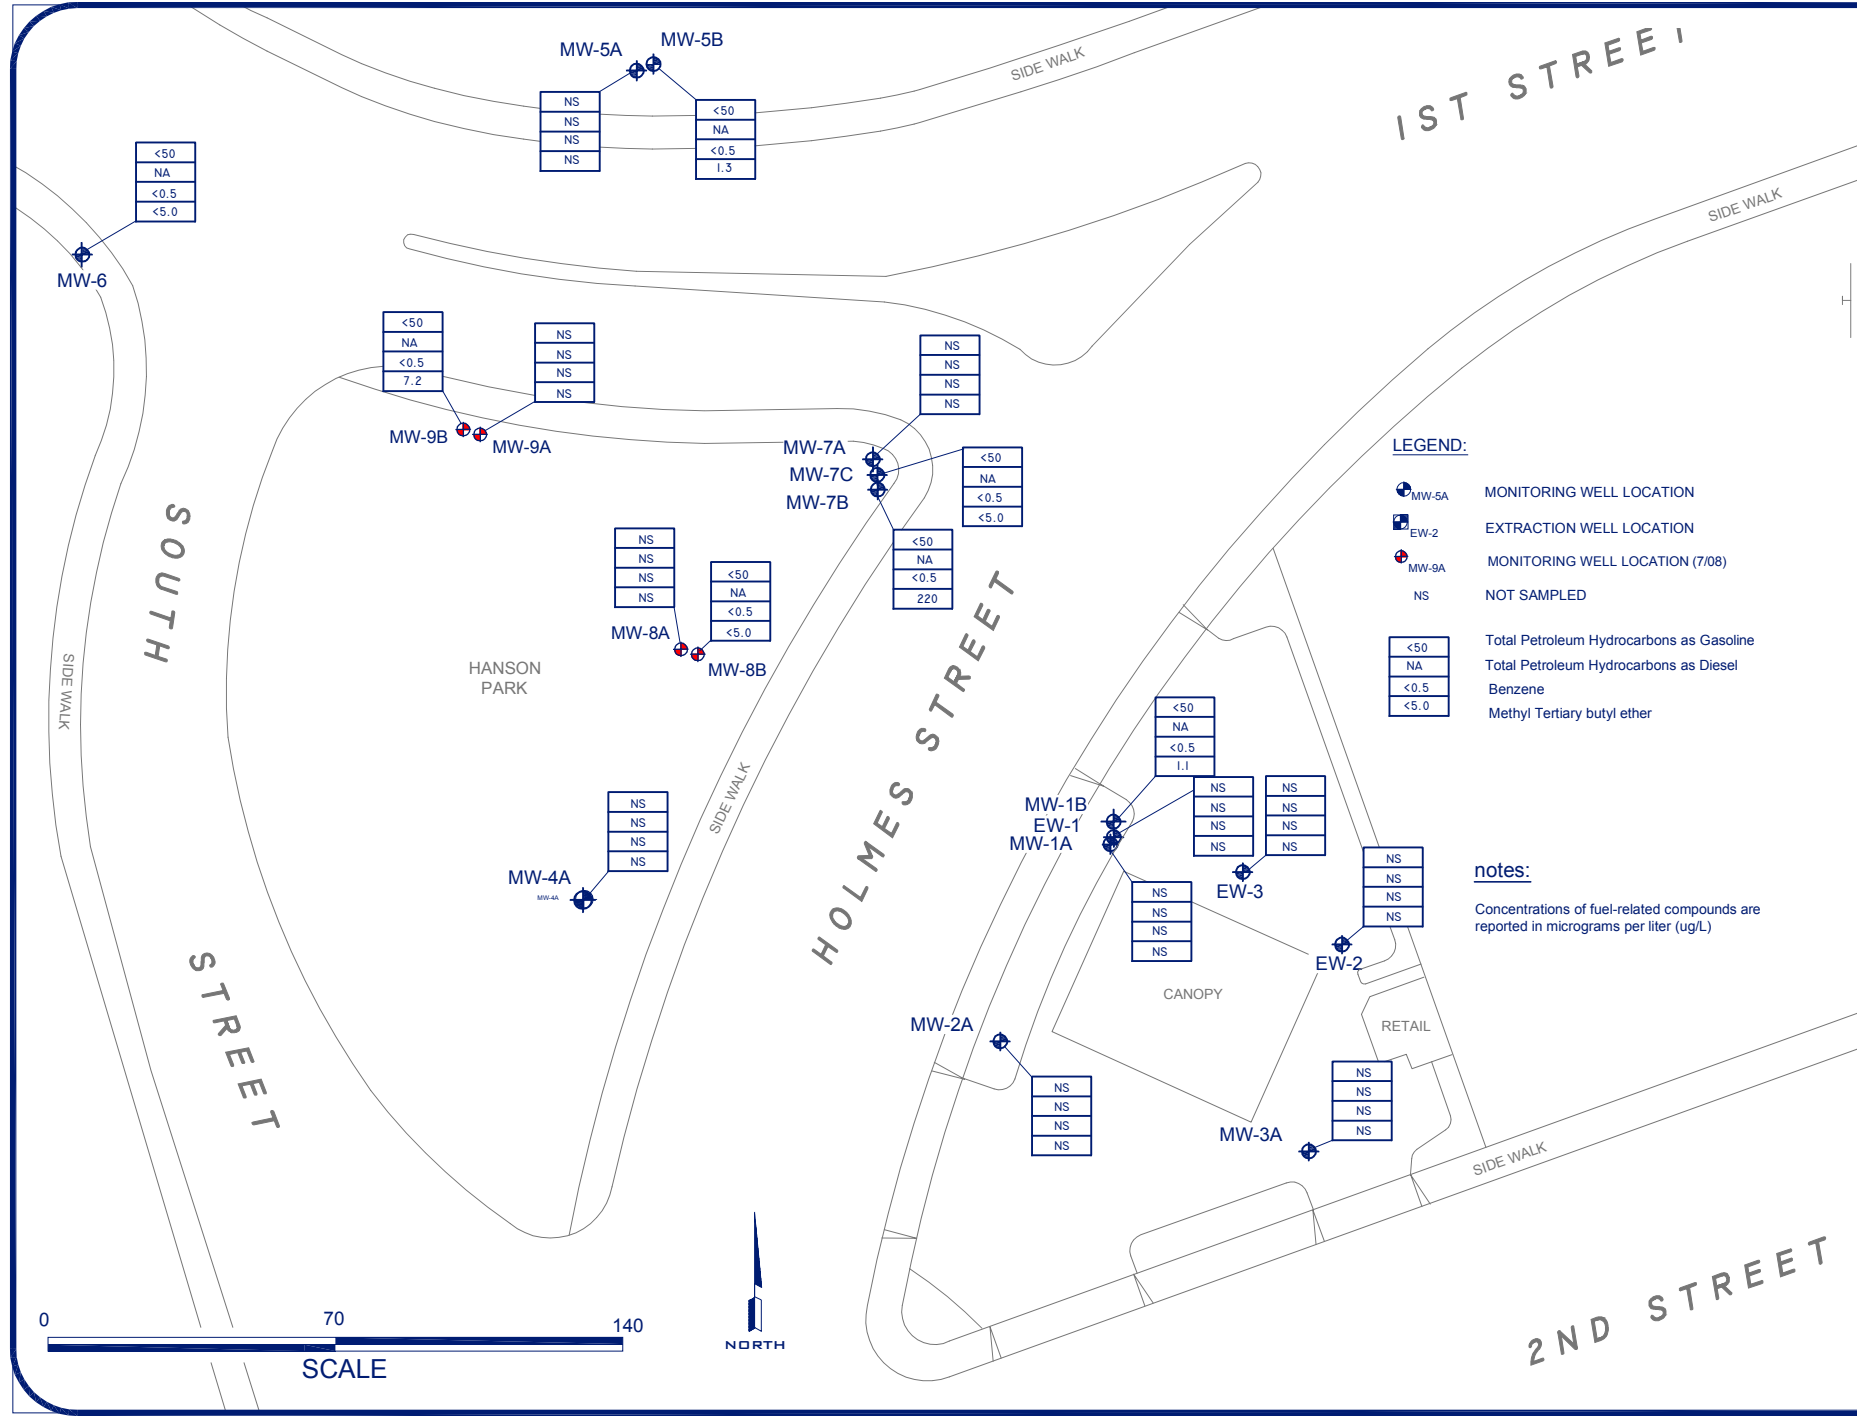 MW-5A
MW-5B
SIDE WALK
1ST STREET
NS
NS
NS
NS
<50
NA
<0.5
1.3
<50
NA
<0.5
<5.0
MW-6
SIDE WALK
<50
NA
<0.5
7.2
NS
NS
NS
NS
MW-9B
MW-9A
NS
NS
NS
NS
MW-7A
MW-7C
MW-7B
<50
NA
<0.5
<5.0
<50
NA
<0.5
220
LEGEND:
MW-5A MONITORING WELL LOCATION
EW-2 EXTRACTION WELL LOCATION
MW-9A MONITORING WELL LOCATION (7/08)
NS NOT SAMPLED
<50 Total Petroleum Hydrocarbons as Gasoline
NA Total Petroleum Hydrocarbons as Diesel
<0.5 Benzene
<5.0 Methyl Tertiary butyl ether
NS
NS
NS
NS
<50
NA
<0.5
<5.0
MW-8A
MW-8B
HANSON
PARK
SOUTH
STREET
SIDE WALK
HOLMES STREET
SIDE WALK
<50
NA
<0.5
1.1
NS
NS
NS
NS
NS
NS
NS
NS
MW-1B
EW-1
MW-1A
NS
NS
NS
NS
MW-4A
MW-4A
EW-3
NS
NS
NS
NS
NS
NS
NS
NS
EW-2
notes:
Concentrations of fuel-related compounds are
reported in micrograms per liter (ug/L)
CANOPY
RETAIL
MW-2A
NS
NS
NS
NS
NS
NS
NS
NS
MW-3A
SIDE WALK
2ND STREET
0 70 140
SCALE
NORTH